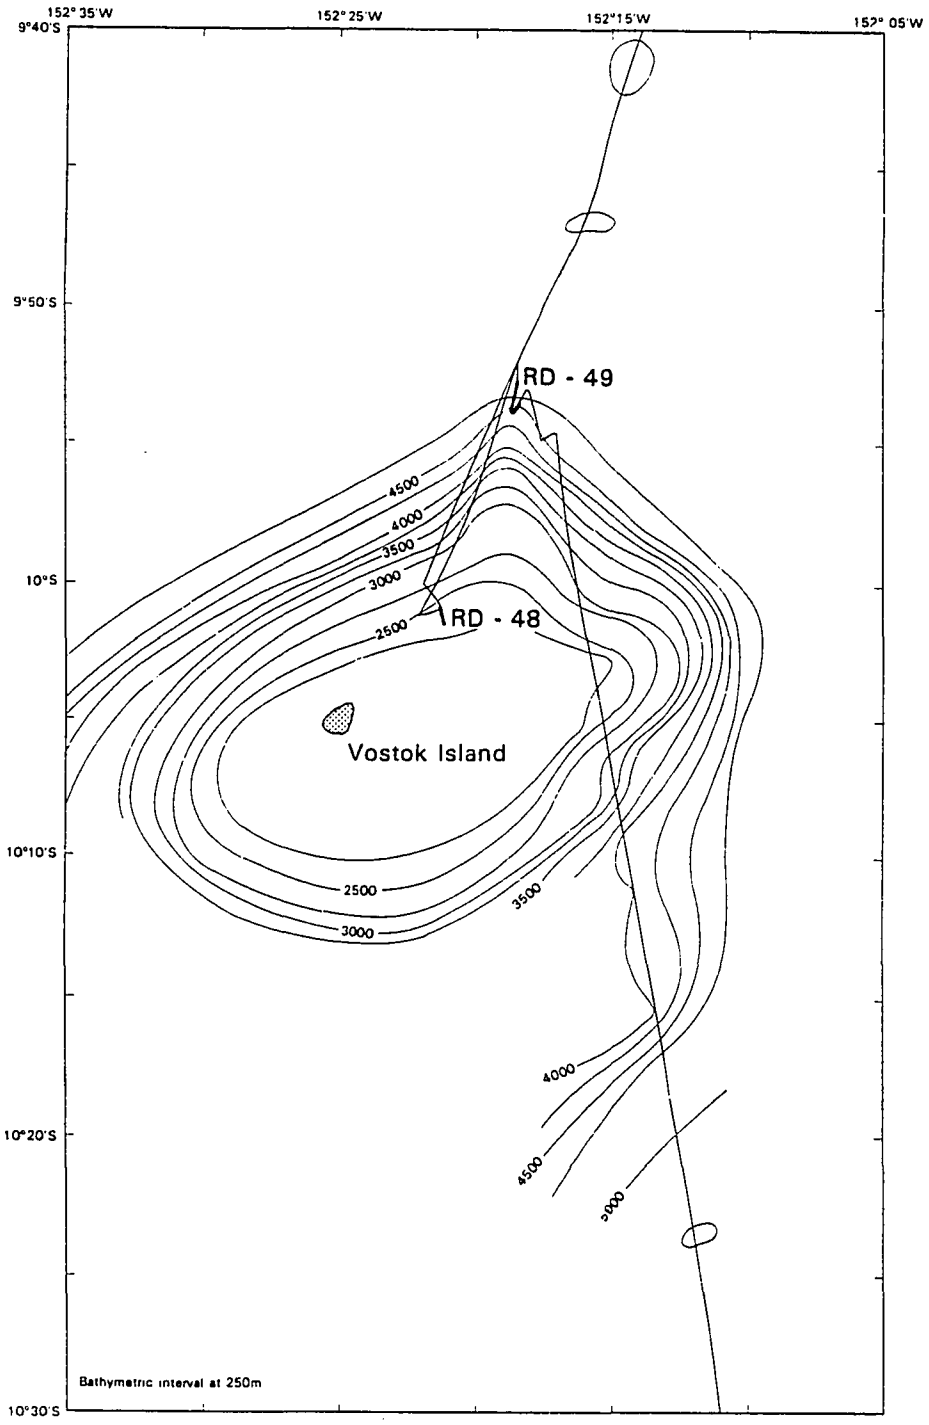 152° 35'W
152° 25'W
152° 15'W
152° 05'W
9° 40'S
9° 50'S
RD - 49
4500
4000
3500
10° S
3000
RD - 48
2500
Vostok Island
10° 10'S
2500
3500
3000
4000
10° 20'S
4500
5000
Bathymetric interval at 250m
10° 30'S